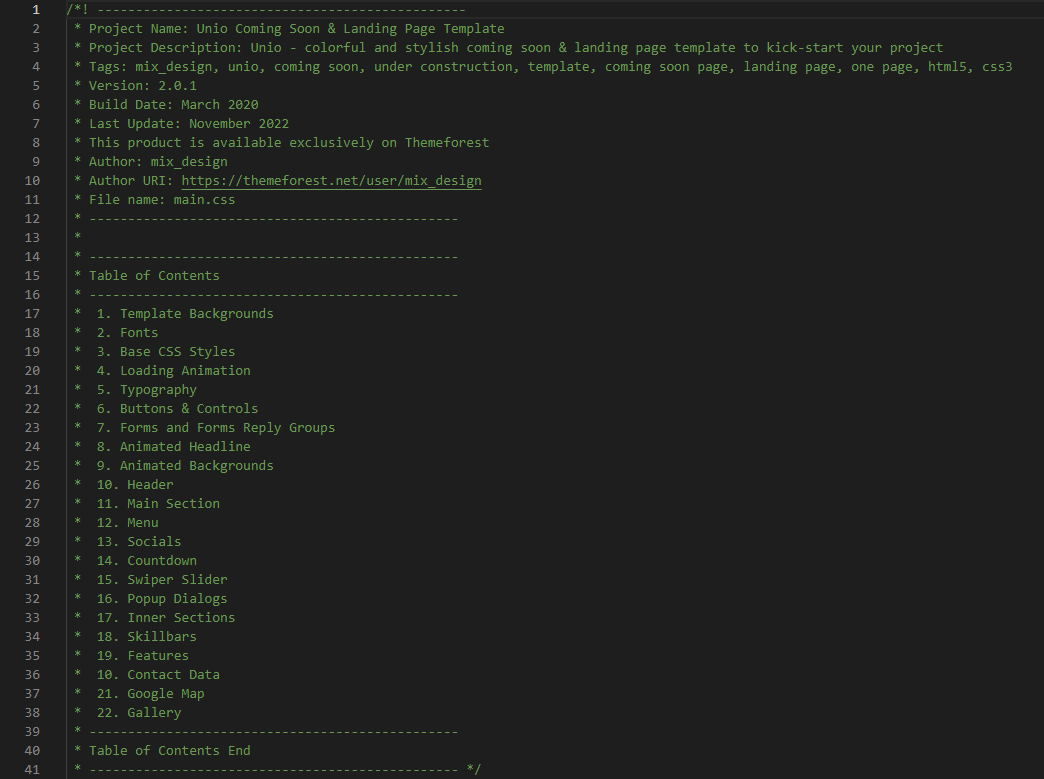 1 /*! ------------------------------------------------
2 * Project Name: Unio Coming Soon & Landing Page Template
3 * Project Description: Unio - colorful and stylish coming soon & landing page template to kick-start your project
4 * Tags: mix_design, unio, coming soon, under construction, template, coming soon page, landing page, one page, html5, css3
5 * Version: 2.0.1
6 * Build Date: March 2020
7 * Last Update: November 2022
8 * This product is available exclusively on Themeforest
9 * Author: mix_design
10 * Author URI: https://themeforest.net/user/mix_design
11 * File name: main.css
12 * ------------------------------------------------
13 *
14 * ------------------------------------------------
15 * Table of Contents
16 * ------------------------------------------------
17 *  1. Template Backgrounds
18 *  2. Fonts
19 *  3. Base CSS Styles
20 *  4. Loading Animation
21 *  5. Typography
22 *  6. Buttons & Controls
23 *  7. Forms and Forms Reply Groups
24 *  8. Animated Headline
25 *  9. Animated Backgrounds
26 *  10. Header
27 *  11. Main Section
28 *  12. Menu
29 *  13. Socials
30 *  14. Countdown
31 *  15. Swiper Slider
32 *  16. Popup Dialogs
33 *  17. Inner Sections
34 *  18. Skillbars
35 *  19. Features
36 *  10. Contact Data
37 *  21. Google Map
38 *  22. Gallery
39 * ------------------------------------------------
40 * Table of Contents End
41 * ------------------------------------------------ */